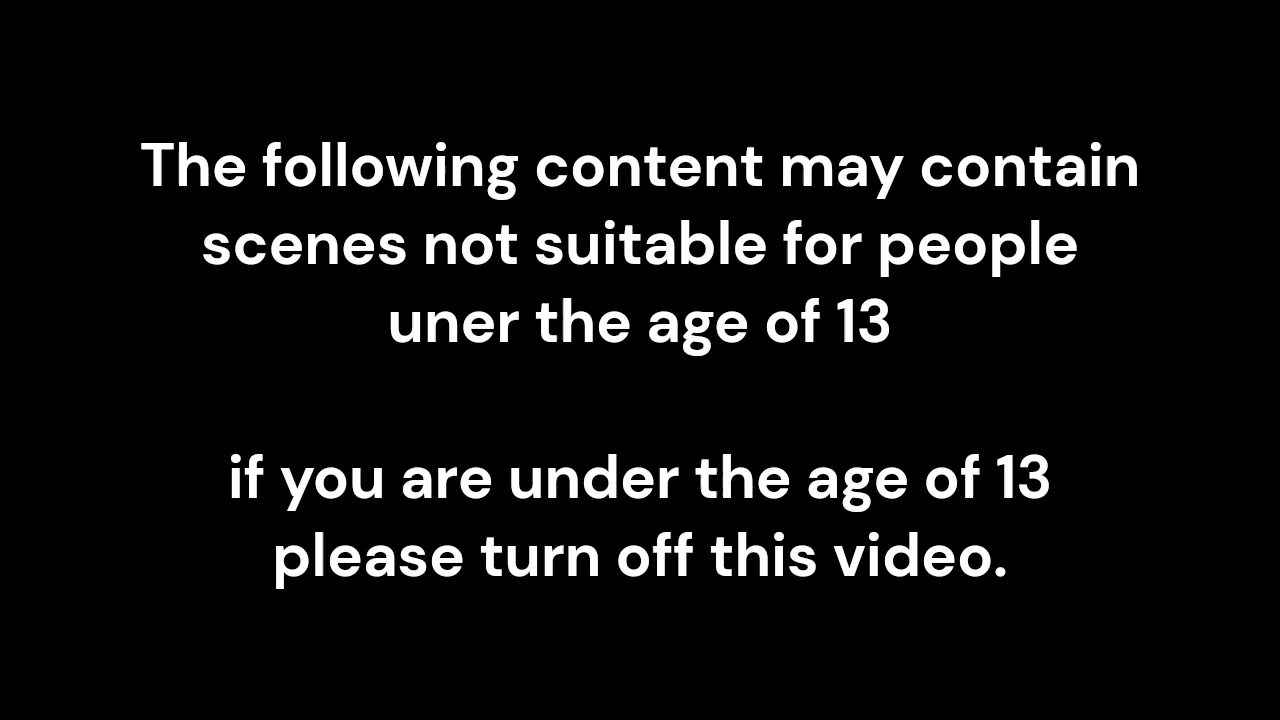 The following content may contain
scenes not suitable for people
uner the age of 13
if you are under the age of 13
please turn off this video.